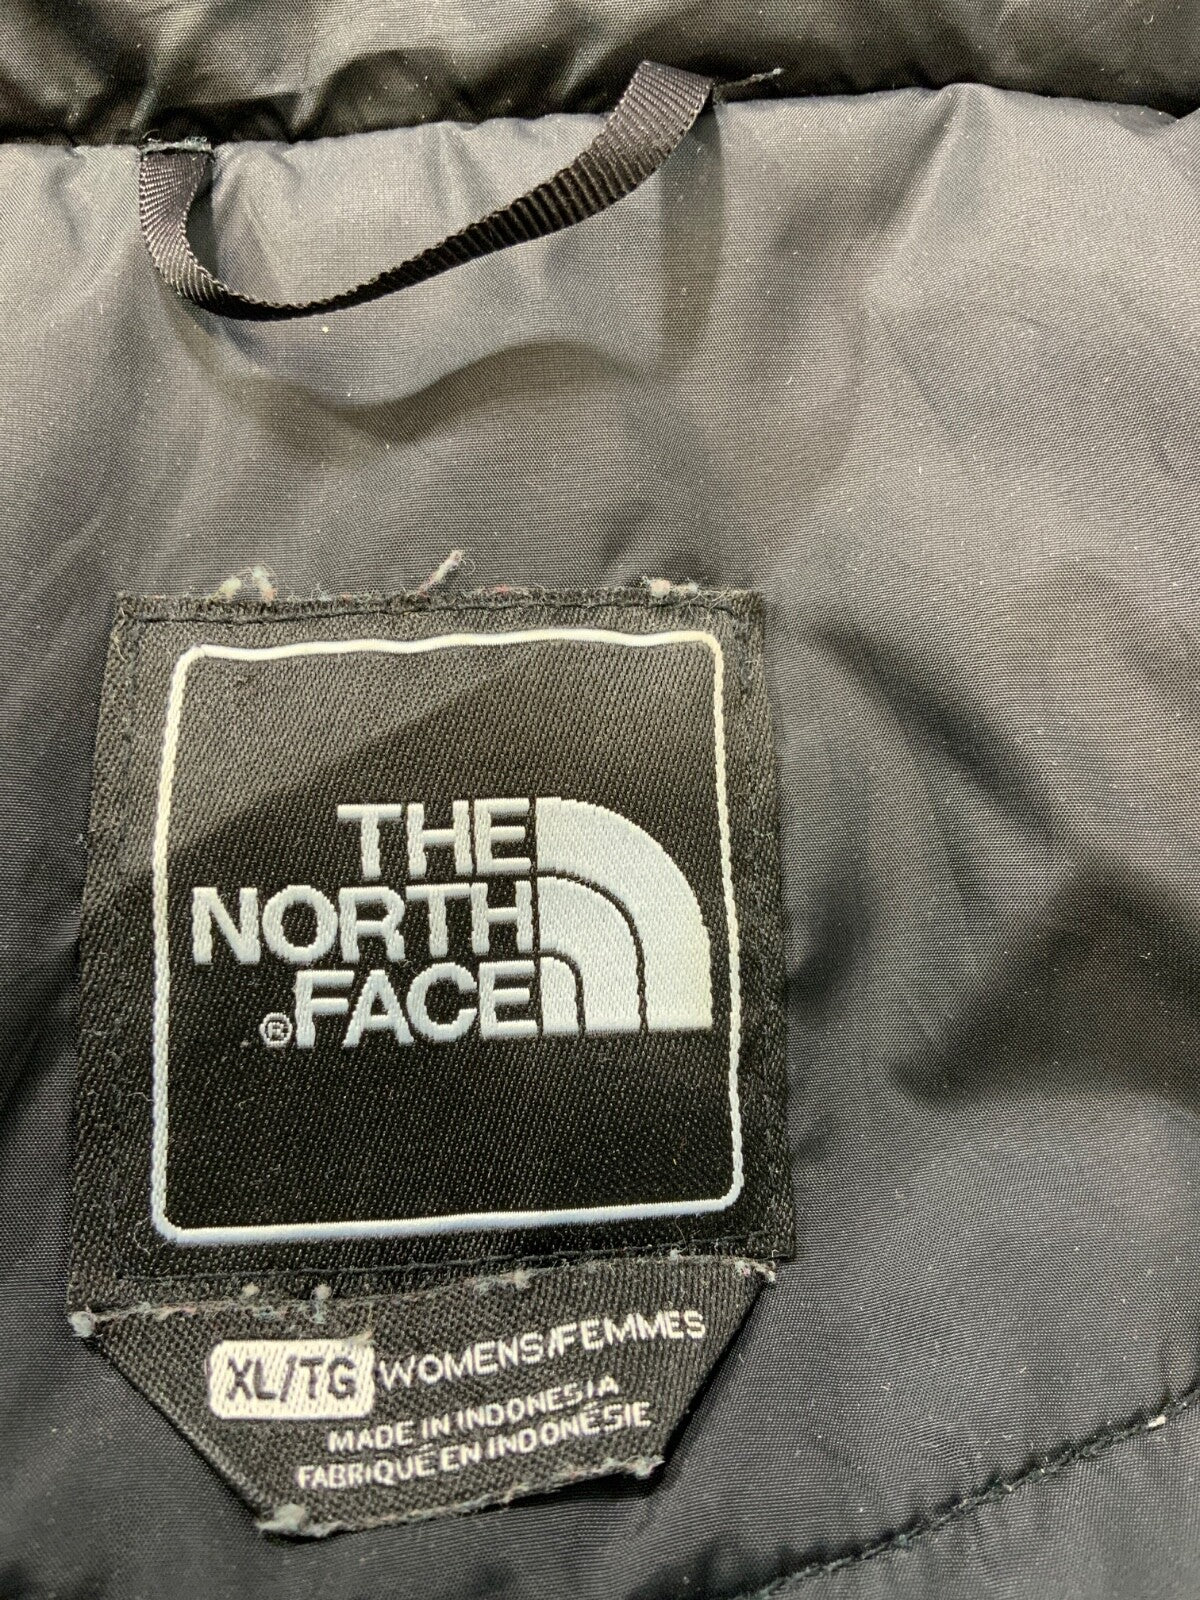 THE
NORTH
®FACE
XL/TG WOMENS/FEMMES
MADE IN INDONESIA
FABRIQUÉ EN INDONÉSIE